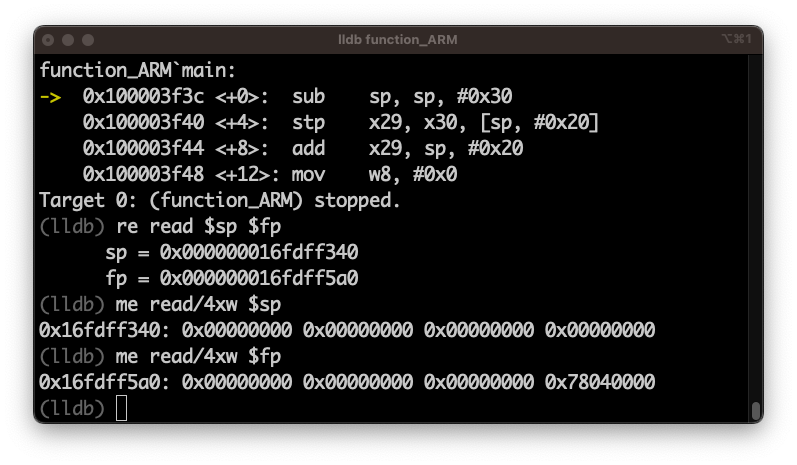 lldb function_ARM
⌥⌘1
function_ARM`main:
->  0x100003f3c <+0>:  sub    sp, sp, #0x30
    0x100003f40 <+4>:  stp    x29, x30, [sp, #0x20]
    0x100003f44 <+8>:  add    x29, sp, #0x20
    0x100003f48 <+12>: mov    w8, #0x0
Target 0: (function_ARM) stopped.
(lldb) re read $sp $fp
      sp = 0x000000016fdff340
      fp = 0x000000016fdff5a0
(lldb) me read/4xw $sp
0x16fdff340: 0x00000000 0x00000000 0x00000000 0x00000000
(lldb) me read/4xw $fp
0x16fdff5a0: 0x00000000 0x00000000 0x00000000 0x78040000
(lldb)